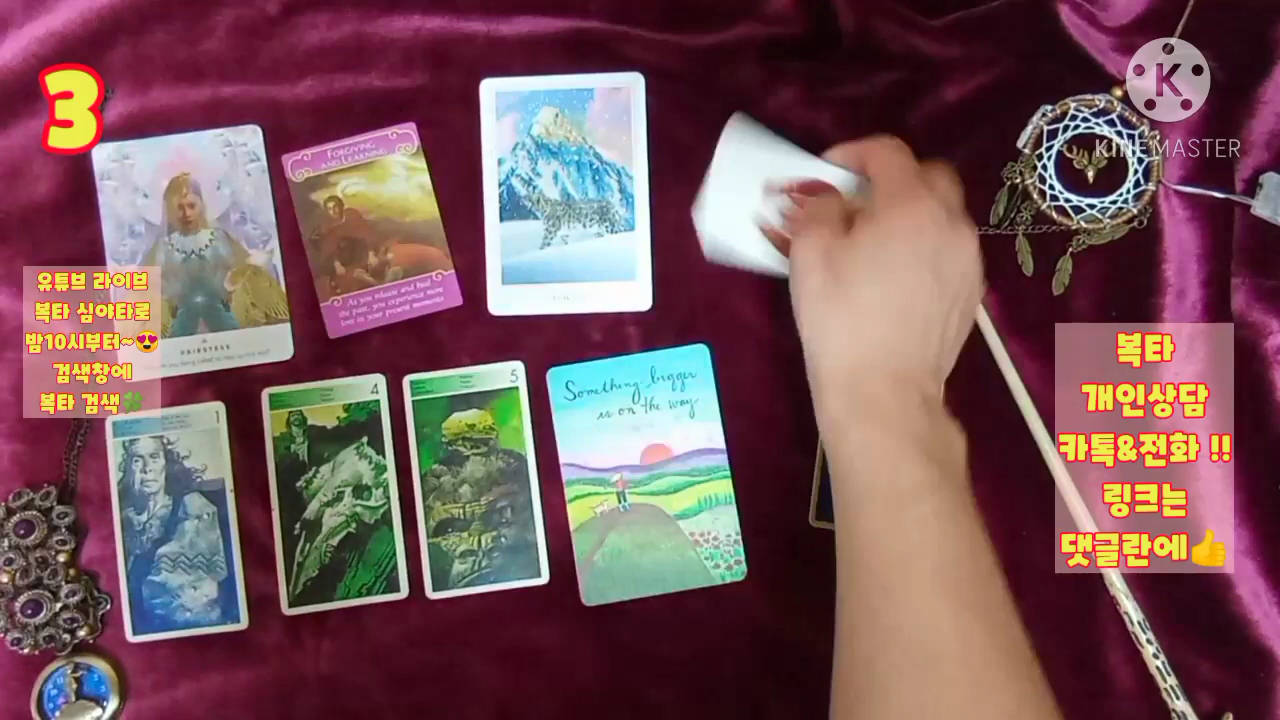 3
K
KINEMASTER
FORGIVING
AND LEARNING
As you release and heal
the past, you experience more
love in your present moments
PRIESTESS
유튜브 라이브
복타 심야타로
밤10시부터~😍
검색창에
복타 검색🍀
복타
개인상담
카톡&전화 !!
링크는
댓글란에👍
1
4
5
Something bigger
is on the way